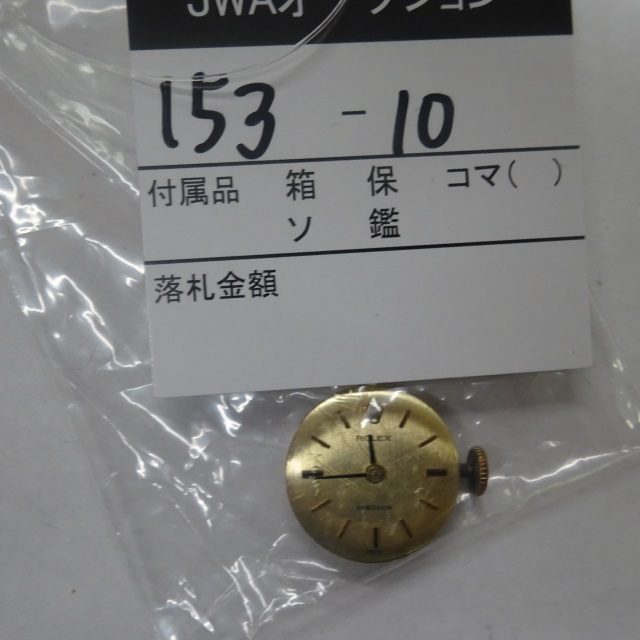 JWAオークション
153 - 10
付属品 箱 保 コマ( )
ソ 鑑
落札金額
ROLEX